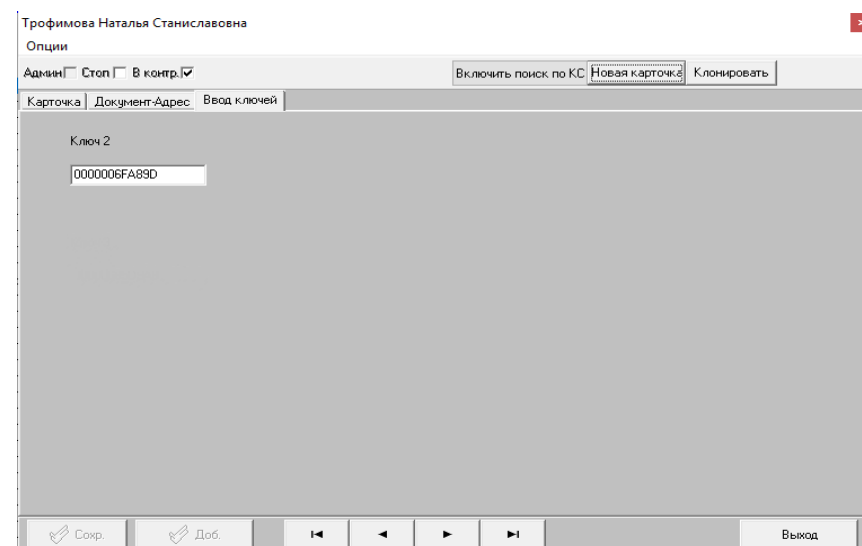 Трофимова Наталья Станиславовна
Опции
Админ Стоп В контр. Включить поиск по КС Новая карточка Клонировать
Карточка Документ-Адрес Ввод ключей
Ключ 2
0000006FA89D
Сохр. Доб. Выход